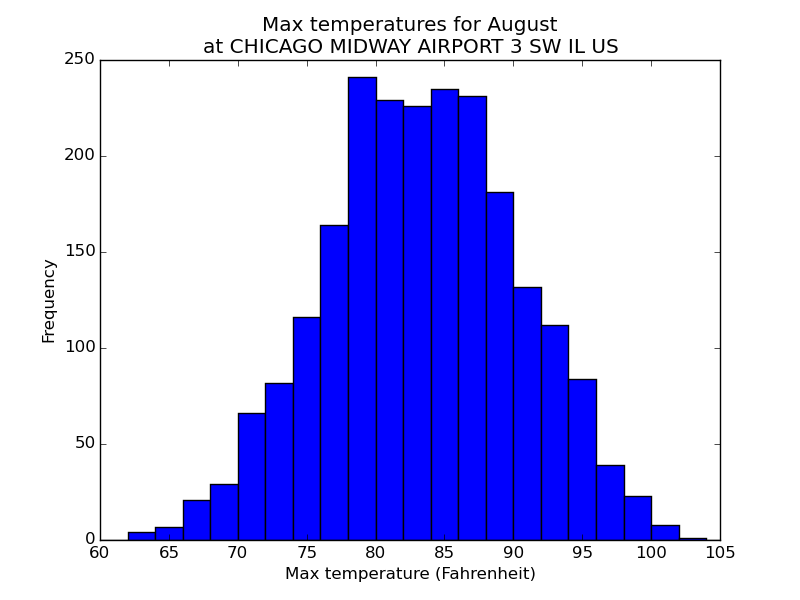 Max temperatures for August
at CHICAGO MIDWAY AIRPORT 3 SW IL US
250
200
150
100
50
0
Frequency
60 65 70 75 80 85 90 95 100 105
Max temperature (Fahrenheit)